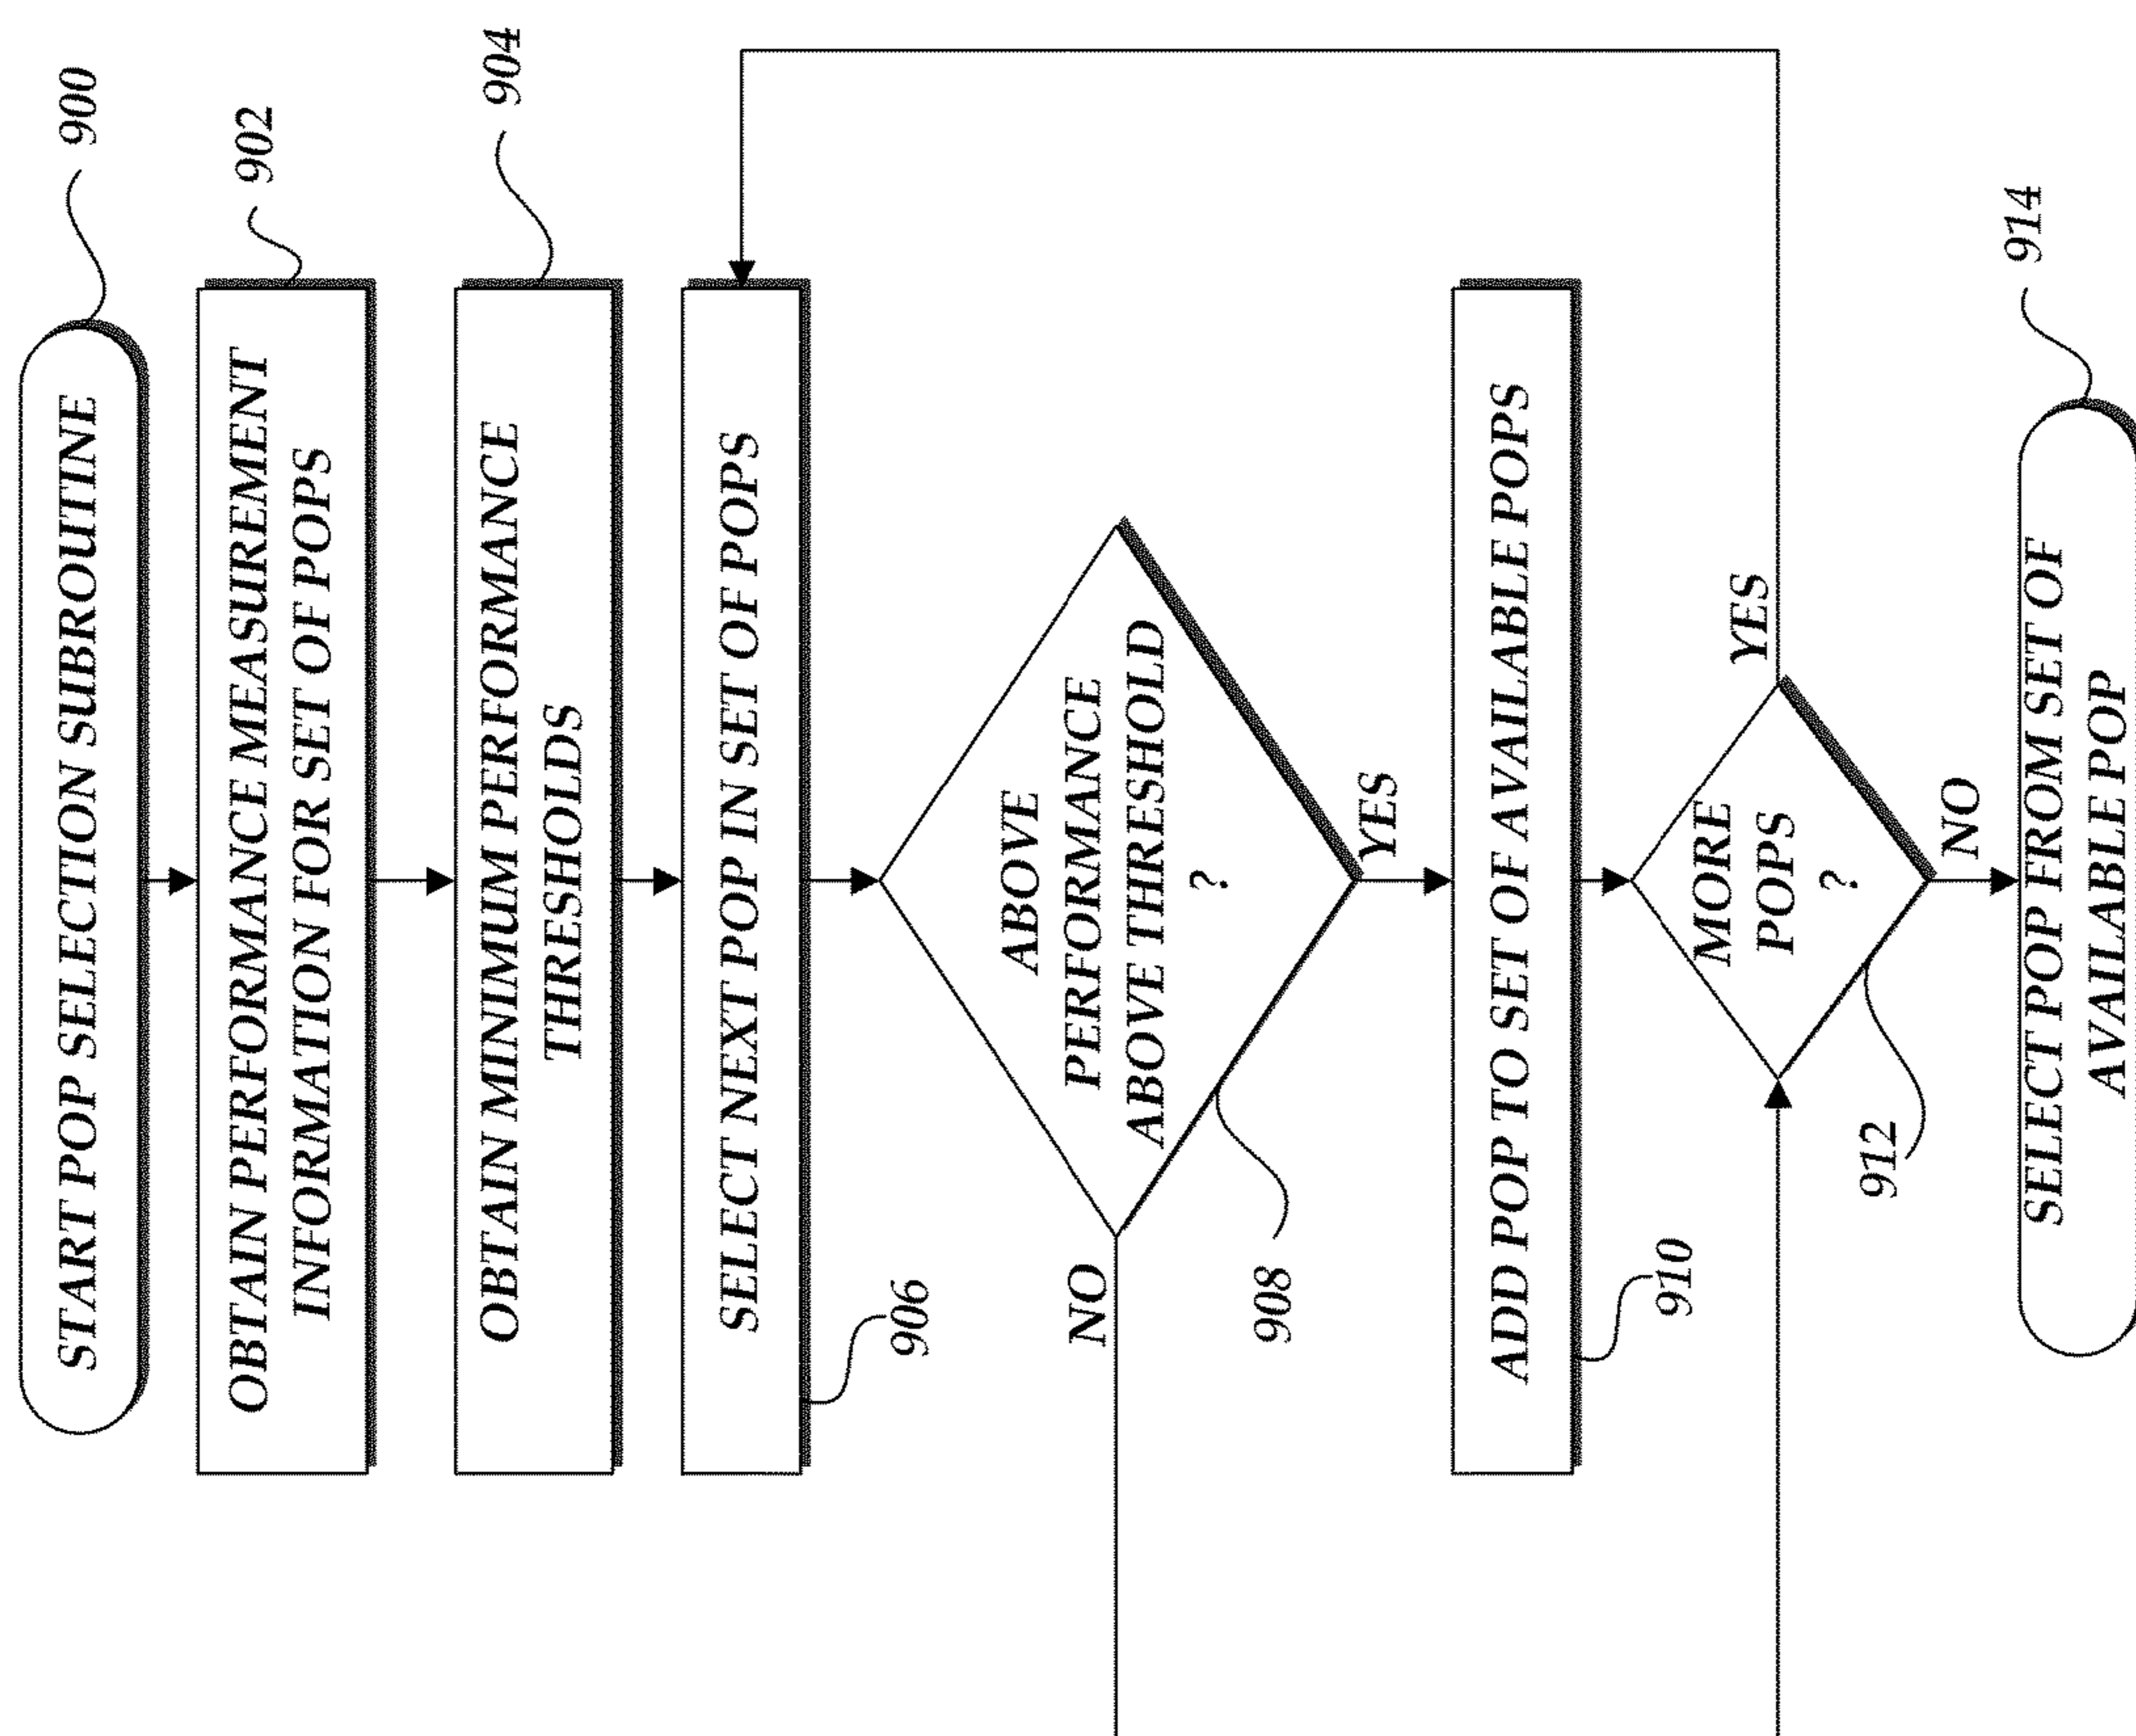 START POP SELECTION SUBROUTINE
900
OBTAIN PERFORMANCE MEASUREMENT
INFORMATION FOR SET OF POPS
902
OBTAIN MINIMUM PERFORMANCE
THRESHOLDS
904
SELECT NEXT POP IN SET OF POPS
906
ABOVE
PERFORMANCE
ABOVE THRESHOLD
?
NO
908
YES
ADD POP TO SET OF AVAILABLE POPS
910
MORE
POPS
?
YES
912
NO
SELECT POP FROM SET OF
AVAILABLE POP
914